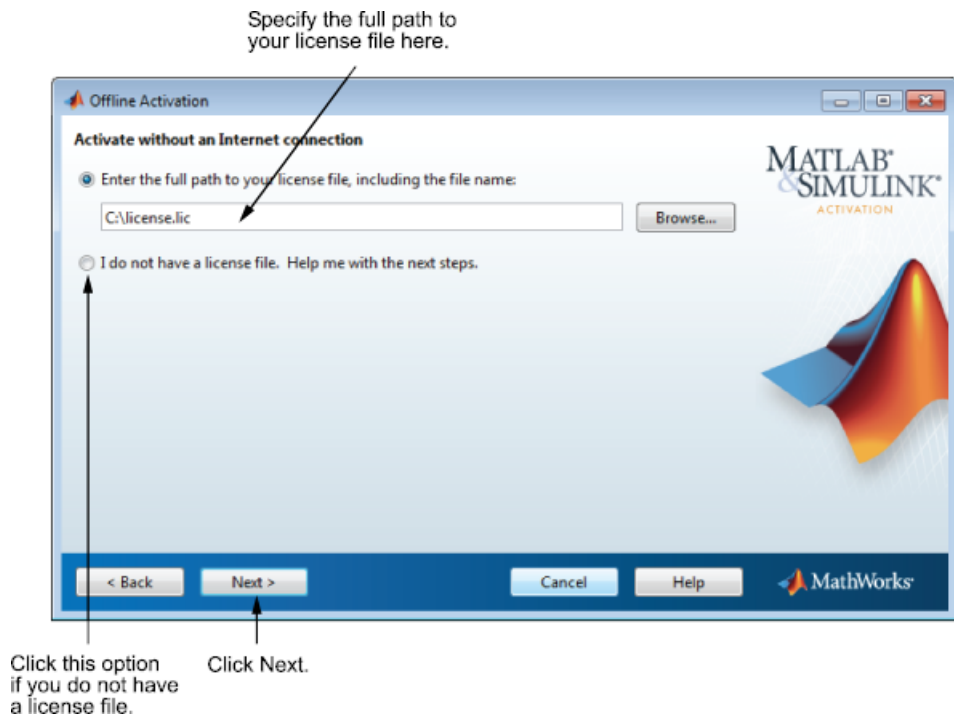 Specify the full path to
your license file here.
Offline Activation
Activate without an Internet connection
MATLAB®
&SIMULINK®
ACTIVATION
Enter the full path to your license file, including the file name:
C:\license.lic
Browse...
I do not have a license file. Help me with the next steps.
< Back
Next >
Cancel
Help
MathWorks®
Click this option
if you do not have
a license file.
Click Next.